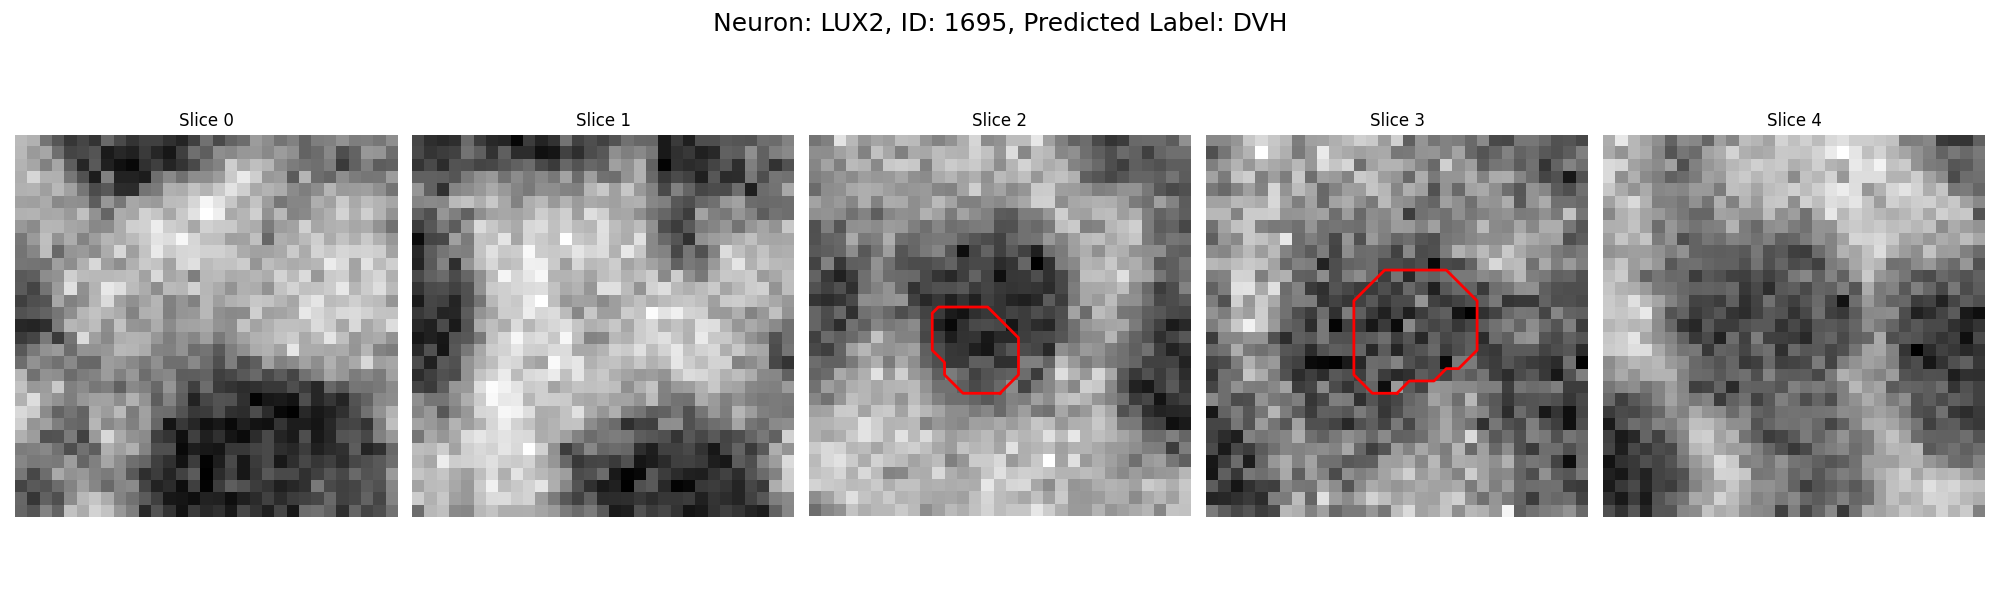 Neuron: LUX2, ID: 1695, Predicted Label: DVH
Slice 0
Slice 1
Slice 2
Slice 3
Slice 4